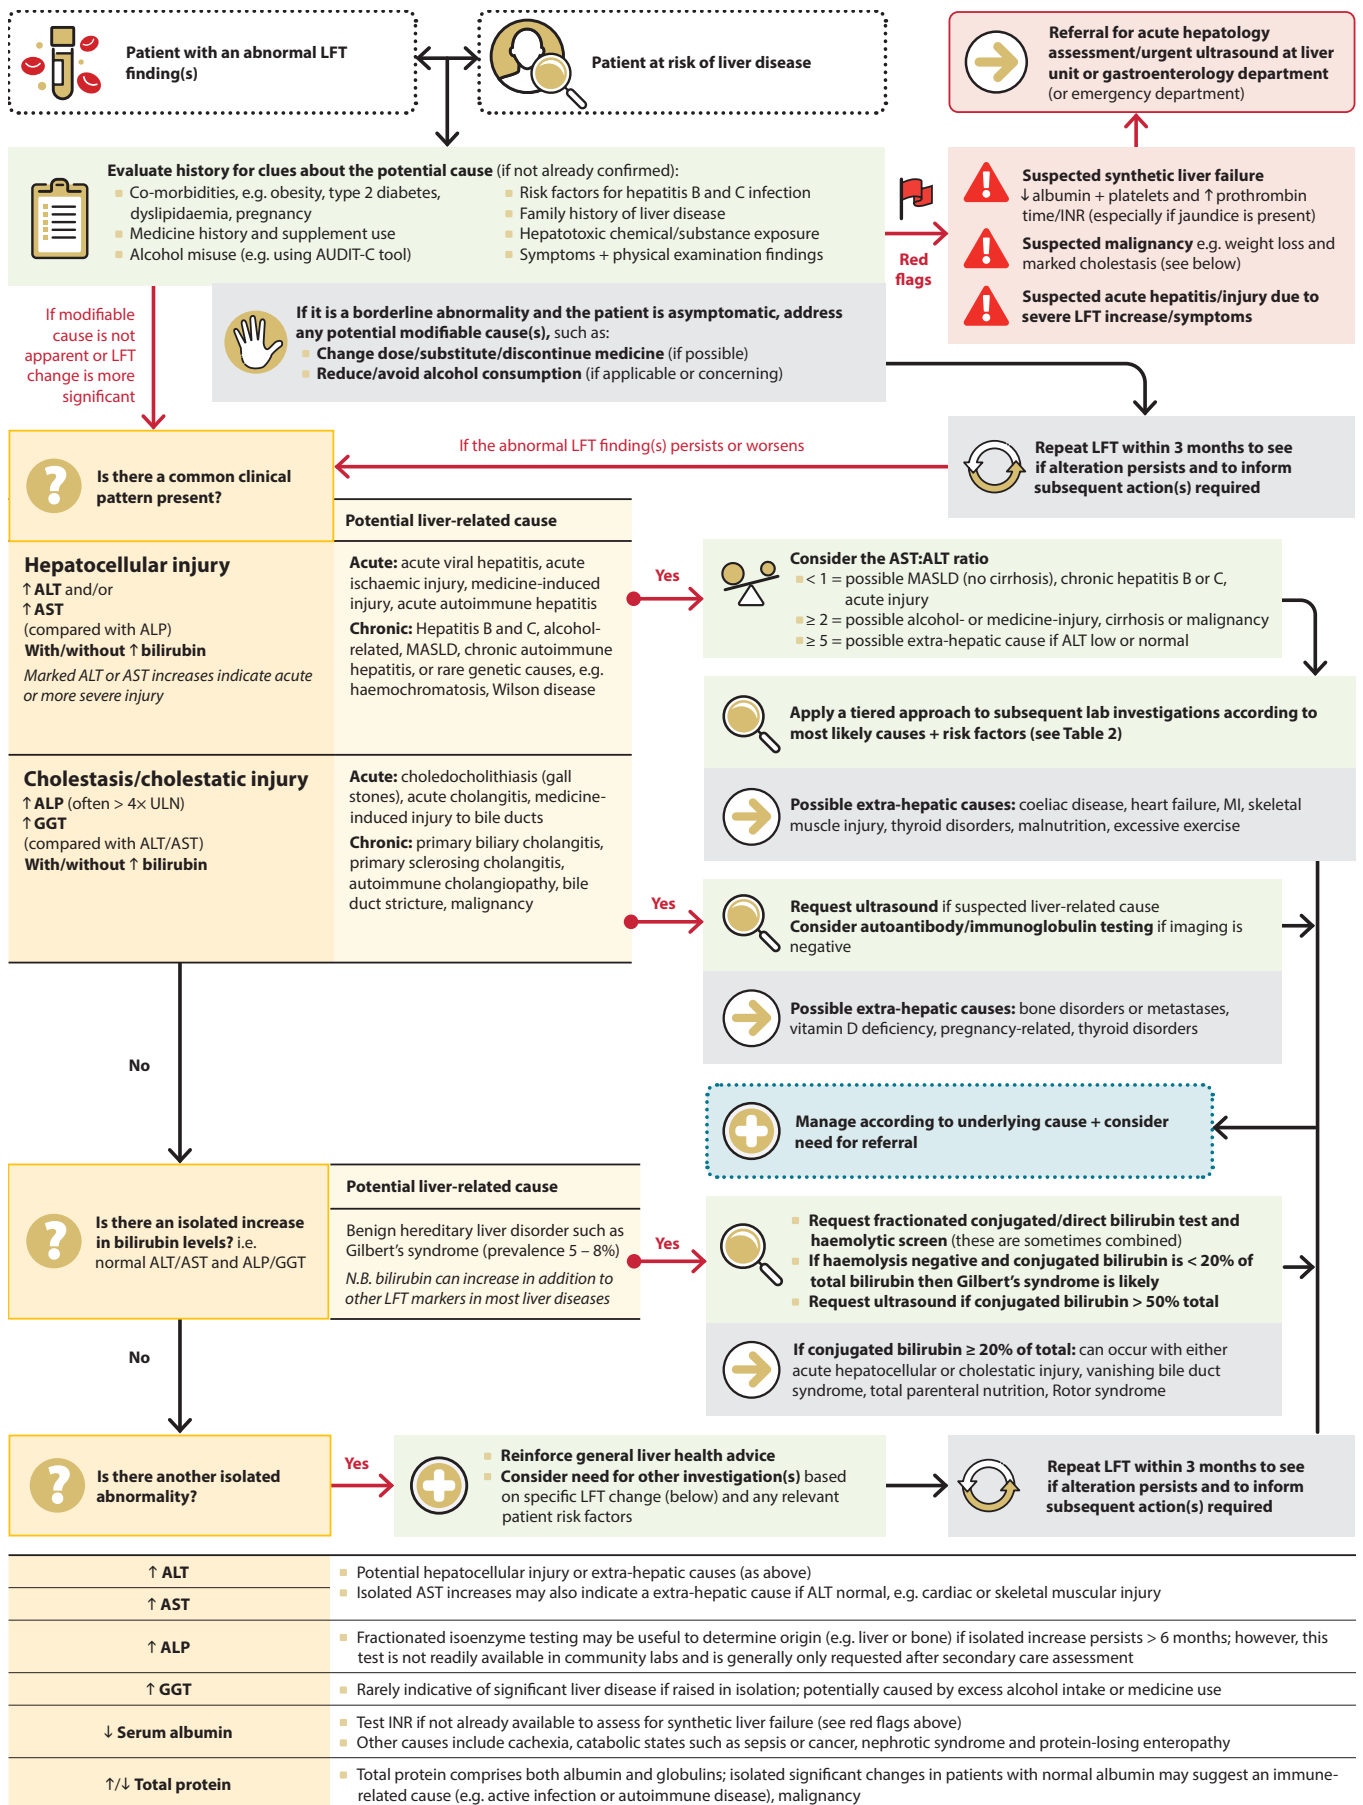 Patient with an abnormal LFT
finding(s)
Patient at risk of liver disease
Referral for acute hepatology
assessment/urgent ultrasound at liver
unit or gastroenterology department
(or emergency department)
Evaluate history for clues about the potential cause (if not already confirmed):
Co-morbidities, e.g. obesity, type 2 diabetes,
dyslipidaemia, pregnancy
Medicine history and supplement use
Alcohol misuse (e.g. using AUDIT-C tool)
Risk factors for hepatitis B and C infection
Family history of liver disease
Hepatotoxic chemical/substance exposure
Symptoms + physical examination findings
Red
flags
Suspected synthetic liver failure
↓ albumin + platelets and ↑ prothrombin
time/INR (especially if jaundice is present)
Suspected malignancy e.g. weight loss and
marked cholestasis (see below)
Suspected acute hepatitis/injury due to
severe LFT increase/symptoms
If modifiable
cause is not
apparent or LFT
change is more
significant
If it is a borderline abnormality and the patient is asymptomatic, address
any potential modifiable cause(s), such as:
Change dose/substitute/discontinue medicine (if possible)
Reduce/avoid alcohol consumption (if applicable or concerning)
Repeat LFT within 3 months to see
if alteration persists and to inform
subsequent action(s) required
If the abnormal LFT finding(s) persists or worsens
Is there a common clinical
pattern present?
Potential liver-related cause
Hepatocellular injury
↑ ALT and/or
↑ AST
(compared with ALP)
With/without ↑ bilirubin
Marked ALT or AST increases indicate acute
or more severe injury
Acute: acute viral hepatitis, acute
ischaemic injury, medicine-induced
injury, acute autoimmune hepatitis
Chronic: Hepatitis B and C, alcohol-
related, MASLD, chronic autoimmune
hepatitis, or rare genetic causes, e.g.
haemochromatosis, Wilson disease
Yes
Consider the AST:ALT ratio
< 1 = possible MASLD (no cirrhosis), chronic hepatitis B or C,
acute injury
≥ 2 = possible alcohol- or medicine-injury, cirrhosis or malignancy
≥ 5 = possible extra-hepatic cause if ALT low or normal
Apply a tiered approach to subsequent lab investigations according to
most likely causes + risk factors (see Table 2)
Possible extra-hepatic causes: coeliac disease, heart failure, MI, skeletal
muscle injury, thyroid disorders, malnutrition, excessive exercise
Cholestasis/cholestatic injury
↑ ALP (often > 4× ULN)
↑ GGT
(compared with ALT/AST)
With/without ↑ bilirubin
Acute: choledocholithiasis (gall
stones), acute cholangitis, medicine-
induced injury to bile ducts
Chronic: primary biliary cholangitis,
primary sclerosing cholangitis,
autoimmune cholangiopathy, bile
duct stricture, malignancy
Yes
Request ultrasound if suspected liver-related cause
Consider autoantibody/immunoglobulin testing if imaging is
negative
Possible extra-hepatic causes: bone disorders or metastases,
vitamin D deficiency, pregnancy-related, thyroid disorders
No
Manage according to underlying cause + consider
need for referral
Is there an isolated increase
in bilirubin levels? i.e.
normal ALT/AST and ALP/GGT
Potential liver-related cause
Benign hereditary liver disorder such as
Gilbert's syndrome (prevalence 5 – 8%)
N.B. bilirubin can increase in addition to
other LFT markers in most liver diseases
Yes
Request fractionated conjugated/direct bilirubin test and
haemolytic screen (these are sometimes combined)
If haemolysis negative and conjugated bilirubin is < 20% of
total bilirubin then Gilbert's syndrome is likely
Request ultrasound if conjugated bilirubin > 50% total
If conjugated bilirubin ≥ 20% of total: can occur with either
acute hepatocellular or cholestatic injury, vanishing bile duct
syndrome, total parenteral nutrition, Rotor syndrome
No
Is there another isolated
abnormality?
Yes
Reinforce general liver health advice
Consider need for other investigation(s) based
on specific LFT change (below) and any relevant
patient risk factors
Repeat LFT within 3 months to see
if alteration persists and to inform
subsequent action(s) required
↑ ALT
↑ AST
Potential hepatocellular injury or extra-hepatic causes (as above)
Isolated AST increases may also indicate a extra-hepatic cause if ALT normal, e.g. cardiac or skeletal muscular injury
↑ ALP
Fractionated isoenzyme testing may be useful to determine origin (e.g. liver or bone) if isolated increase persists > 6 months; however, this
test is not readily available in community labs and is generally only requested after secondary care assessment
↑ GGT
Rarely indicative of significant liver disease if raised in isolation; potentially caused by excess alcohol intake or medicine use
↓ Serum albumin
Test INR if not already available to assess for synthetic liver failure (see red flags above)
Other causes include cachexia, catabolic states such as sepsis or cancer, nephrotic syndrome and protein-losing enteropathy
↑/↓ Total protein
Total protein comprises both albumin and globulins; isolated significant changes in patients with normal albumin may suggest an immune-
related cause (e.g. active infection or autoimmune disease), malignancy